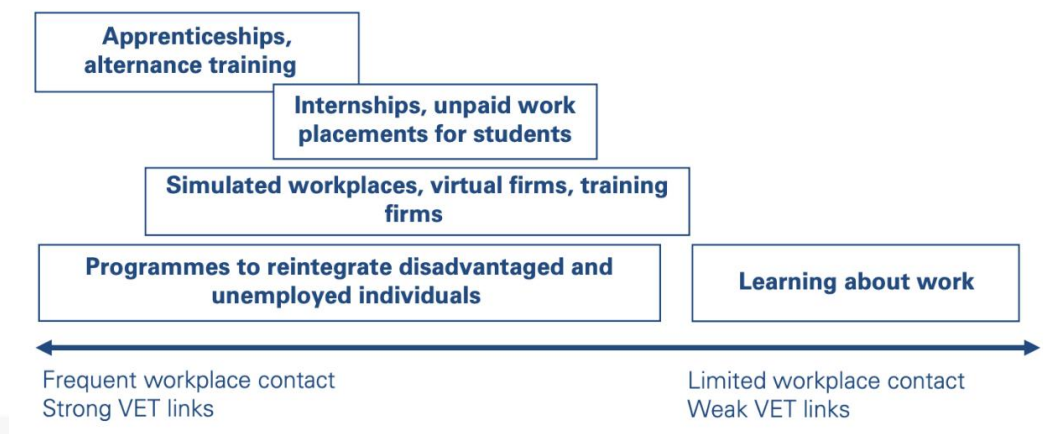 Apprenticeships,
alternance training
Internships, unpaid work
placements for students
Simulated workplaces, virtual firms, training
firms
Programmes to reintegrate disadvantaged and
unemployed individuals
Learning about work
Frequent workplace contact
Strong VET links
Limited workplace contact
Weak VET links